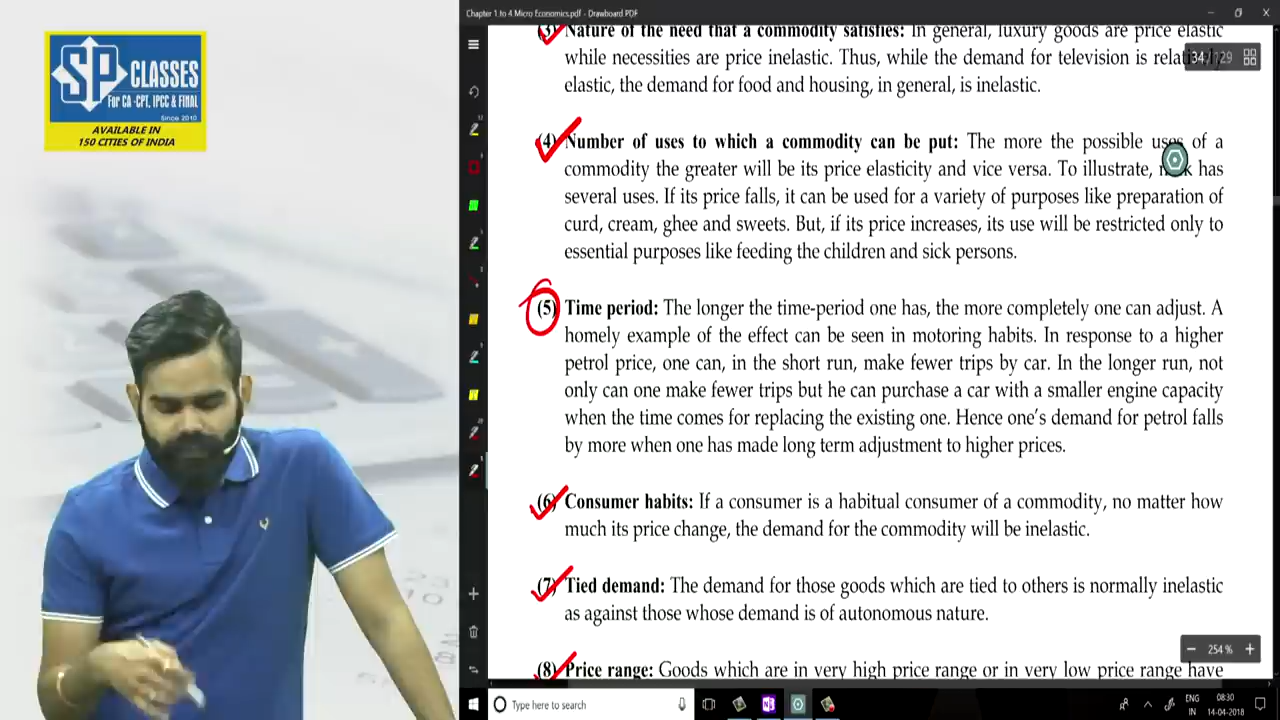 SP CLASSES
For CA -CPT, IPCC & FINAL
Since 2010
AVAILABLE IN
150 CITIES OF INDIA
Chapter 1 to 4 Micro Economics.pdf - Drawboard PDF
(3) Nature of the need that a commodity satisfies: In general, luxury goods are price elastic
while necessities are price inelastic. Thus, while the demand for television is
34 / 129
elastic, the demand for food and housing, in general, is inelastic.
(4) Number of uses to which a commodity can be put: The more the possible uses of a
commodity the greater will be its price elasticity and vice versa. To illustrate, has
several uses. If its price falls, it can be used for a variety of purposes like preparation of
curd, cream, ghee and sweets. But, if its price increases, its use will be restricted only to
essential purposes like feeding the children and sick persons.
(5) Time period: The longer the time-period one has, the more completely one can adjust. A
homely example of the effect can be seen in motoring habits. In response to a higher
petrol price, one can, in the short run, make fewer trips by car. In the longer run, not
only can one make fewer trips but he can purchase a car with a smaller engine capacity
when the time comes for replacing the existing one. Hence one's demand for petrol falls
by more when one has made long term adjustment to higher prices.
(6) Consumer habits: If a consumer is a habitual consumer of a commodity, no matter how
much its price change, the demand for the commodity will be inelastic.
(7) Tied demand: The demand for those goods which are tied to others is normally inelastic
as against those whose demand is of autonomous nature.
254 %
(8) Price range: Goods which are in very high price range or in very low price range have
Type here to search
ENG
IN
08:30
14-04-2018